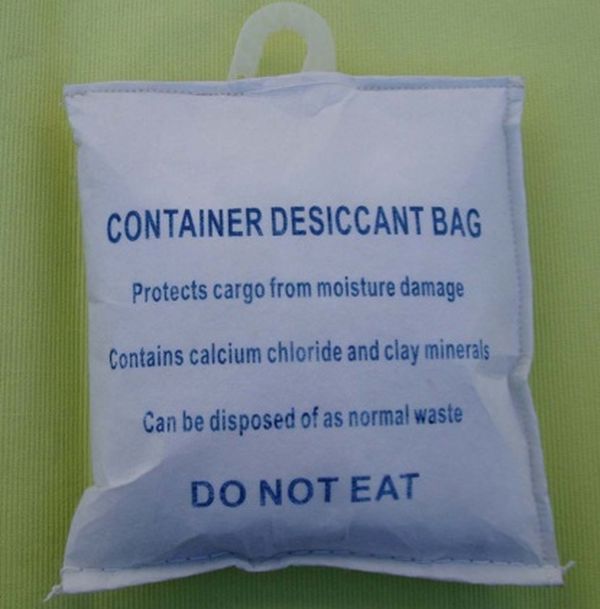 CONTAINER DESICCANT BAG
Protects cargo from moisture damage
Contains calcium chloride and clay minerals
Can be disposed of as normal waste
DO NOT EAT